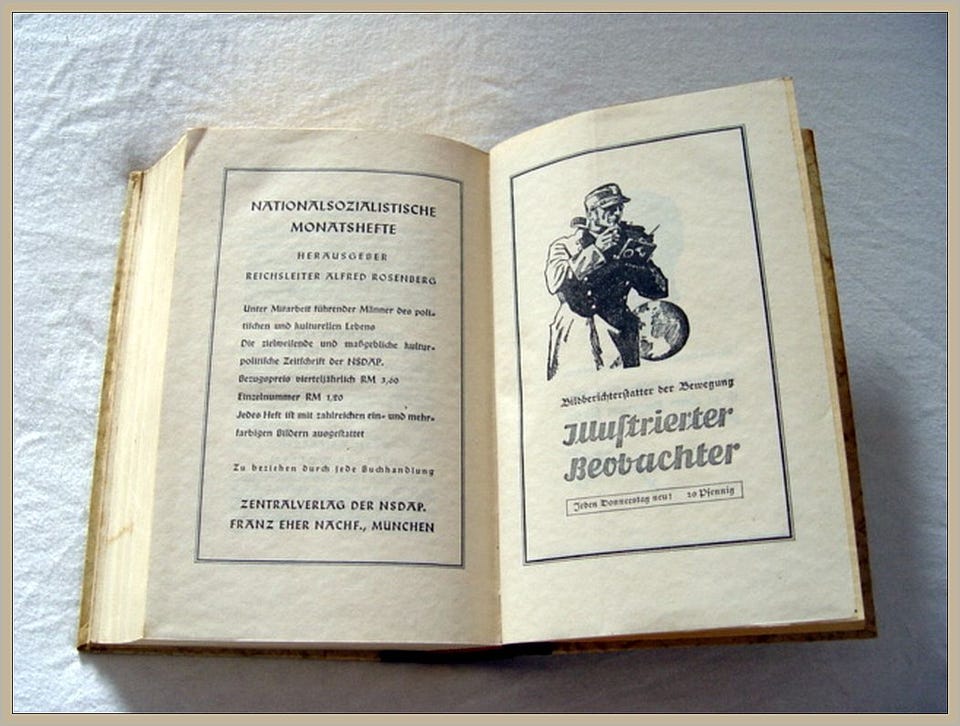 NATIONALSOZIALISTISCHE
MONATSHEFTE
HERAUSGEBER
REICHSLEITER ALFRED ROSENBERG
Unter Mitarbeit führender Männer des poli-
tischen und kulturellen Lebens
Die zielweisende und maßgebliche kultur-
politische Zeitschrift der NSDAP.
Bezugspreis vierteljährlich RM 3,60
Einzelnummer RM 1,20
Jedes Heft ist mit zahlreichen ein- und mehr-
farbigen Bildern ausgestattet
Zu beziehen durch jede Buchhandlung
ZENTRALVERLAG DER NSDAP.
FRANZ EHER NACHF., MÜNCHEN
Bildberichterstatter der Bewegung
Illustrierter
Beobachter
Jeden Donnerstag neu! 20 Pfennig